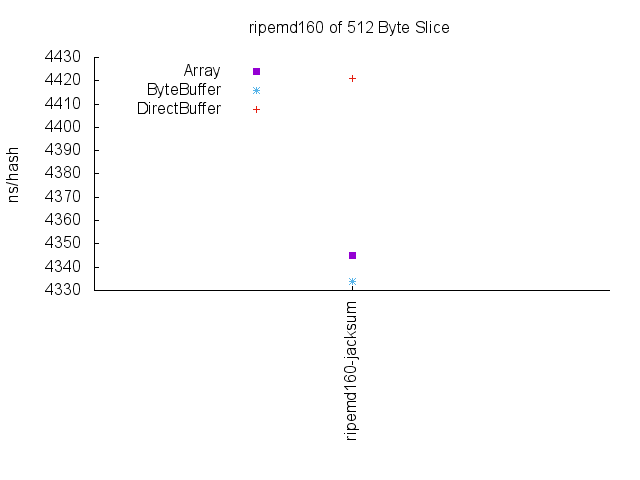 ripemd160 of 512 Byte Slice
4430
4420
4410
4400
4390
4380
4370
4360
4350
4340
4330
ns/hash
Array
ByteBuffer
DirectBuffer
ripemd160-jacksum